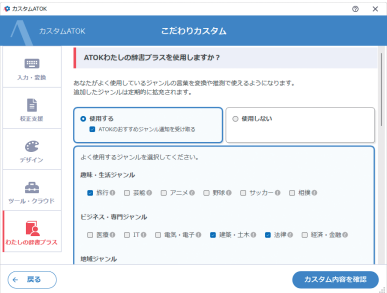 カスタムATOK
カスタムATOK
こだわりカスタム
入力・変換
校正支援
デザイン
ツール・クラウド
わたしの辞書プラス
ATOKわたしの辞書プラスを使用しますか？
あなたがよく使用しているジャンルの言葉を変換や推測で使えるようになります。
追加したジャンルは定期的に拡充されます。
使用する
ATOKのおすすめジャンル通知を受け取る
使用しない
よく使用するジャンルを選択してください。
趣味・生活ジャンル
旅行 芸能 アニメ 野球 サッカー 相撲
ビジネス・専門ジャンル
医療 IT 電気・電子 建築・土木 法律 経済・金融
地域ジャンル
戻る
カスタム内容を確認